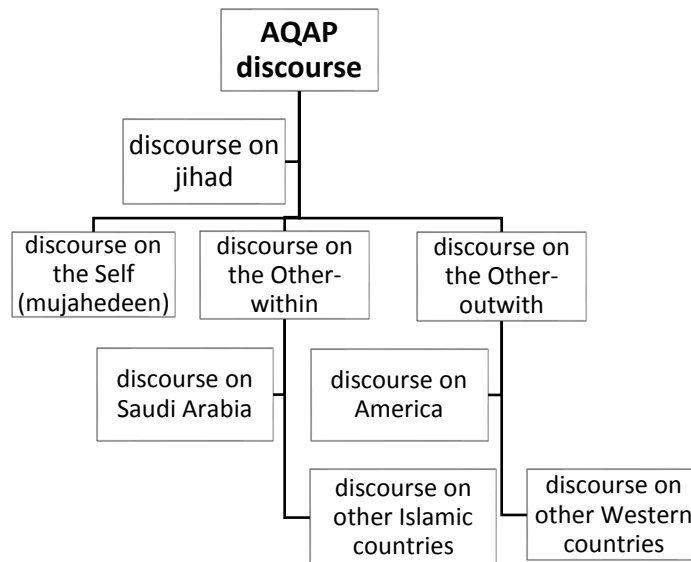 AQAP
discourse
discourse on
jihad
discourse on
the Self
(mujahedeen)
discourse on
the Other-
within
discourse on
the Other-
outwith
discourse on
Saudi Arabia
discourse on
America
discourse on
other Islamic
countries
discourse on
other Western
countries